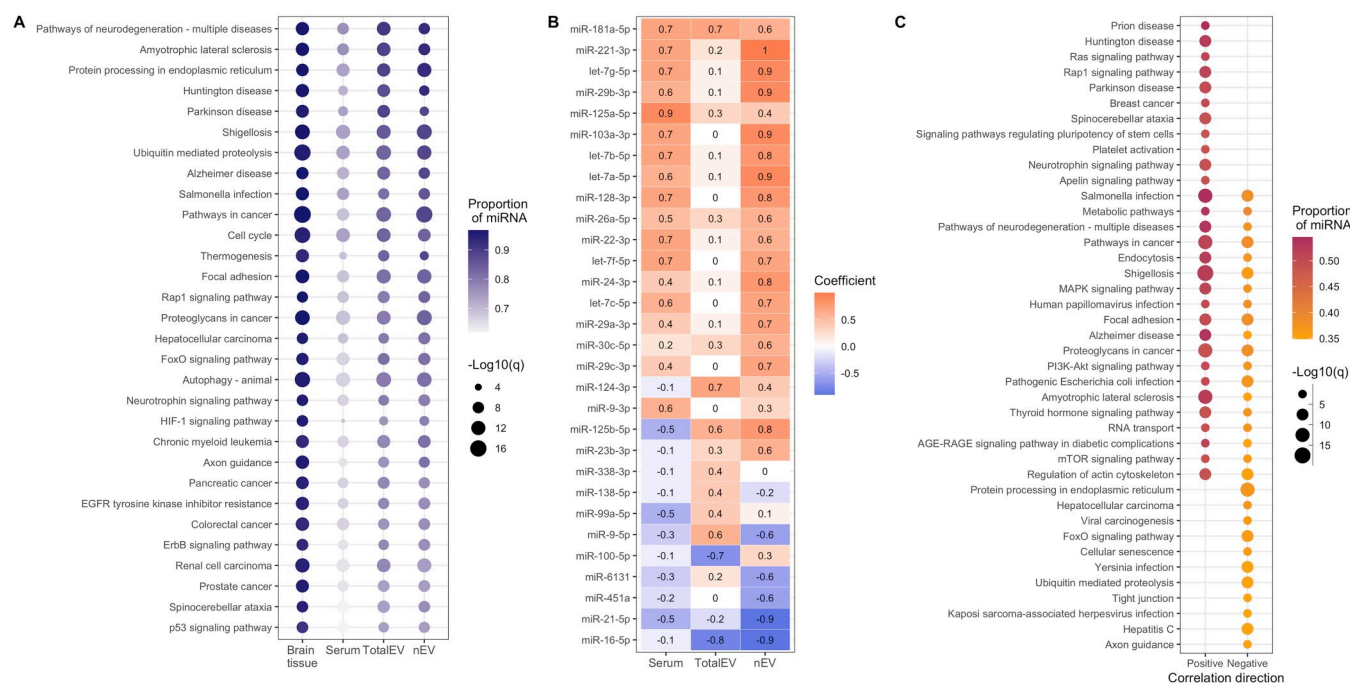 A
Pathways of neurodegeneration - multiple diseases
Amyotrophic lateral sclerosis
Protein processing in endoplasmic reticulum
Huntington disease
Parkinson disease
Shigellosis
Ubiquitin mediated proteolysis
Alzheimer disease
Salmonella infection
Pathways in cancer
Cell cycle
Thermogenesis
Focal adhesion
Rap1 signaling pathway
Proteoglycans in cancer
Hepatocellular carcinoma
FoxO signaling pathway
Autophagy - animal
Neurotrophin signaling pathway
HIF-1 signaling pathway
Chronic myeloid leukemia
Axon guidance
Pancreatic cancer
EGFR tyrosine kinase inhibitor resistance
Colorectal cancer
ErbB signaling pathway
Renal cell carcinoma
Prostate cancer
Spinocerebellar ataxia
p53 signaling pathway
Brain tissue
Serum
TotalEV
nEV
Proportion
of miRNA
0.9
0.8
0.7
-Log10(q)
4
8
12
16
B
miR-181a-5p 0.7 0.7 0.6
miR-221-3p 0.7 0.2 1
let-7g-5p 0.7 0.1 0.9
miR-29b-3p 0.6 0.1 0.9
miR-125a-5p 0.9 0.3 0.4
miR-103a-3p 0.7 0 0.9
let-7b-5p 0.7 0.1 0.8
let-7a-5p 0.6 0.1 0.9
miR-128-3p 0.7 0 0.8
miR-26a-5p 0.5 0.3 0.6
miR-22-3p 0.7 0.1 0.6
let-7f-5p 0.7 0 0.7
miR-24-3p 0.4 0.1 0.8
let-7c-5p 0.6 0 0.7
miR-29a-3p 0.4 0.1 0.7
miR-30c-5p 0.2 0.3 0.6
miR-29c-3p 0.4 0 0.7
miR-124-3p -0.1 0.7 0.4
miR-9-3p 0.6 0 0.3
miR-125b-5p -0.5 0.6 0.8
miR-23b-3p -0.1 0.3 0.6
miR-338-3p -0.1 0.4 0
miR-138-5p -0.1 0.4 -0.2
miR-99a-5p -0.5 0.4 0.1
miR-9-5p -0.3 0.6 -0.6
miR-100-5p -0.1 -0.7 0.3
miR-6131 -0.3 0.2 -0.6
miR-451a -0.2 0 -0.6
miR-21-5p -0.5 -0.2 -0.9
miR-16-5p -0.1 -0.8 -0.9
Serum TotalEV nEV
Coefficient
0.5
0.0
-0.5
C
Prion disease
Huntington disease
Ras signaling pathway
Rap1 signaling pathway
Parkinson disease
Breast cancer
Spinocerebellar ataxia
Signaling pathways regulating pluripotency of stem cells
Platelet activation
Neurotrophin signaling pathway
Apelin signaling pathway
Salmonella infection
Metabolic pathways
Pathways of neurodegeneration - multiple diseases
Pathways in cancer
Endocytosis
Shigellosis
MAPK signaling pathway
Human papillomavirus infection
Focal adhesion
Alzheimer disease
Proteoglycans in cancer
PI3K-Akt signaling pathway
Pathogenic Escherichia coli infection
Amyotrophic lateral sclerosis
Thyroid hormone signaling pathway
RNA transport
AGE-RAGE signaling pathway in diabetic complications
mTOR signaling pathway
Regulation of actin cytoskeleton
Protein processing in endoplasmic reticulum
Hepatocellular carcinoma
Viral carcinogenesis
FoxO signaling pathway
Cellular senescence
Yersinia infection
Ubiquitin mediated proteolysis
Tight junction
Kaposi sarcoma-associated herpesvirus infection
Hepatitis C
Axon guidance
Positive Negative
Correlation direction
Proportion
of miRNA
0.50
0.45
0.40
0.35
-Log10(q)
5
10
15